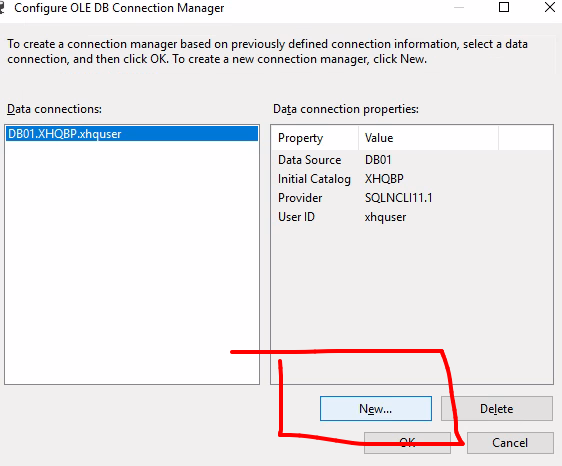 Configure OLE DB Connection Manager
To create a connection manager based on previously defined connection information, select a data
connection, and then click OK. To create a new connection manager, click New.
Data connections:
DB01.XHQBP.xhquser
Data connection properties:
Property Value
Data Source DB01
Initial Catalog XHQBP
Provider SQLNCLI11.1
User ID xhquser
New... Delete
OK Cancel